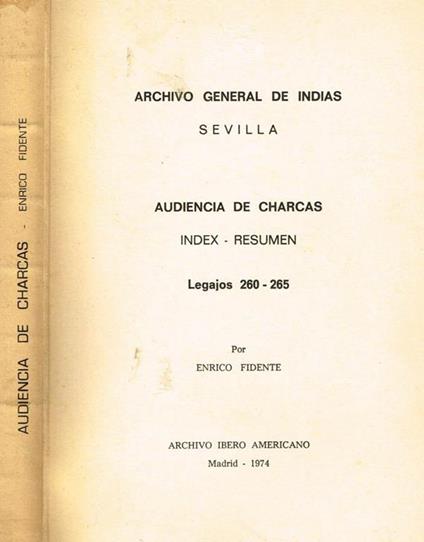 AUDIENCIA DE CHARCAS - ENRICO FIDENTE
ARCHIVO GENERAL DE INDIAS
SEVILLA
AUDIENCIA DE CHARCAS
INDEX - RESUMEN
Legajos 260 - 265
Por
ENRICO FIDENTE
ARCHIVO IBERO AMERICANO
Madrid - 1974